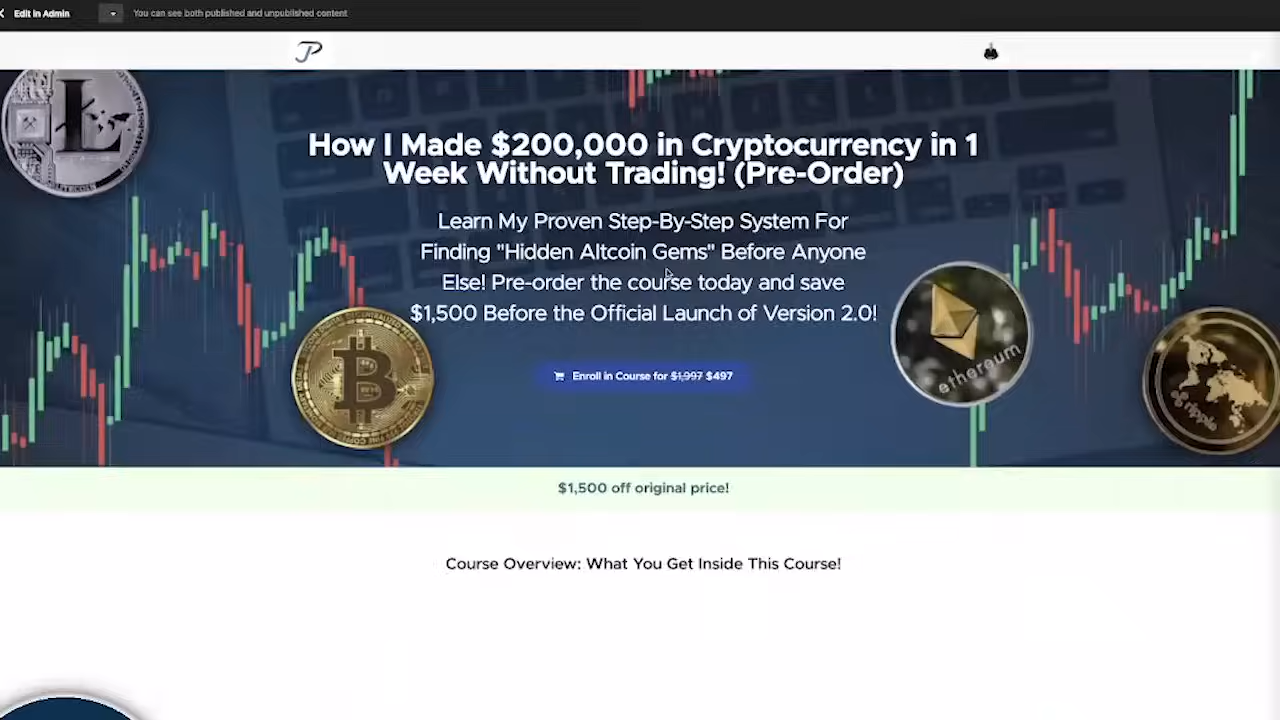 Edit in Admin
You can see both published and unpublished content
JP
How I Made $200,000 in Cryptocurrency in 1
Week Without Trading! (Pre-Order)
Learn My Proven Step-By-Step System For
Finding "Hidden Altcoin Gems" Before Anyone
Else! Pre-order the course today and save
$1,500 Before the Official Launch of Version 2.0!
ethereum
ripple
Enroll in Course for $1,997 $497
$1,500 off original price!
Course Overview: What You Get Inside This Course!